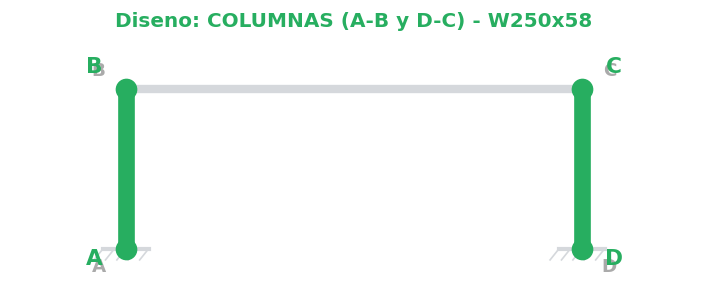 Diseno: COLUMNAS (A-B y D-C) - W250x58
B
B
C
C
A
A
D
D